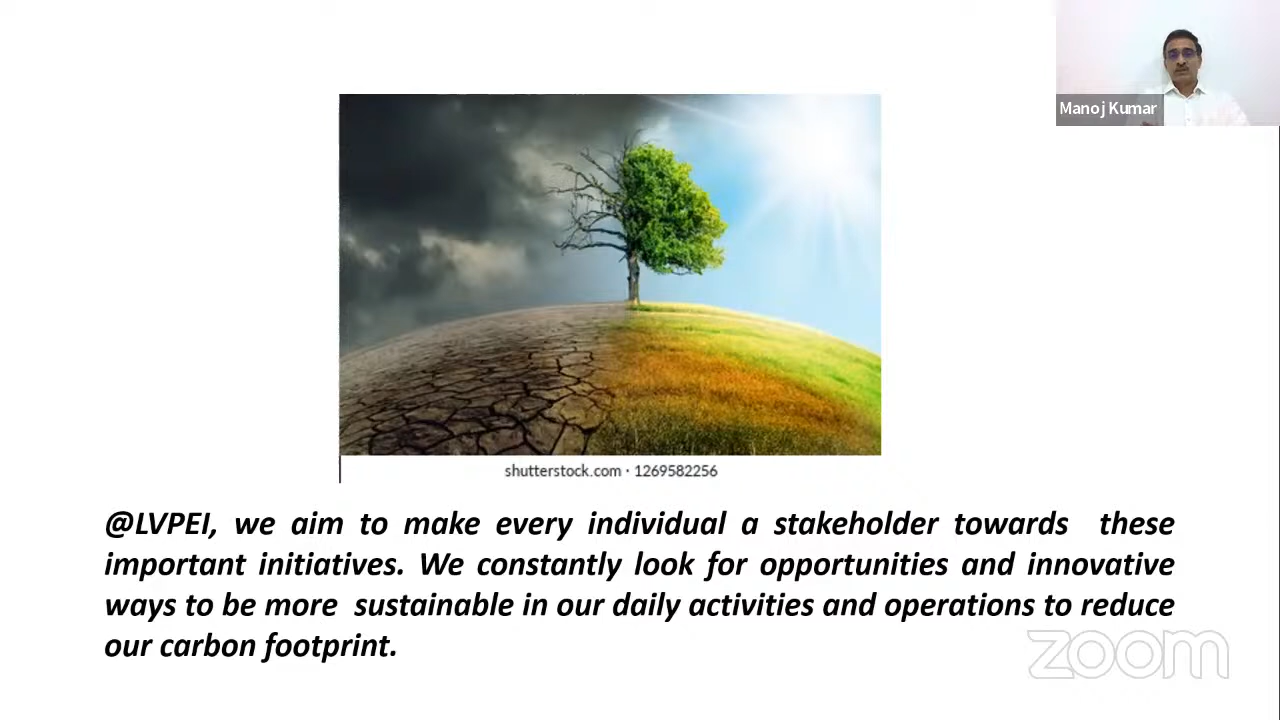 Manoj Kumar
shutterstock.com · 1269582256
@LVPEI, we aim to make every individual a stakeholder towards these
important initiatives. We constantly look for opportunities and innovative
ways to be more sustainable in our daily activities and operations to reduce
our carbon footprint.
zoom